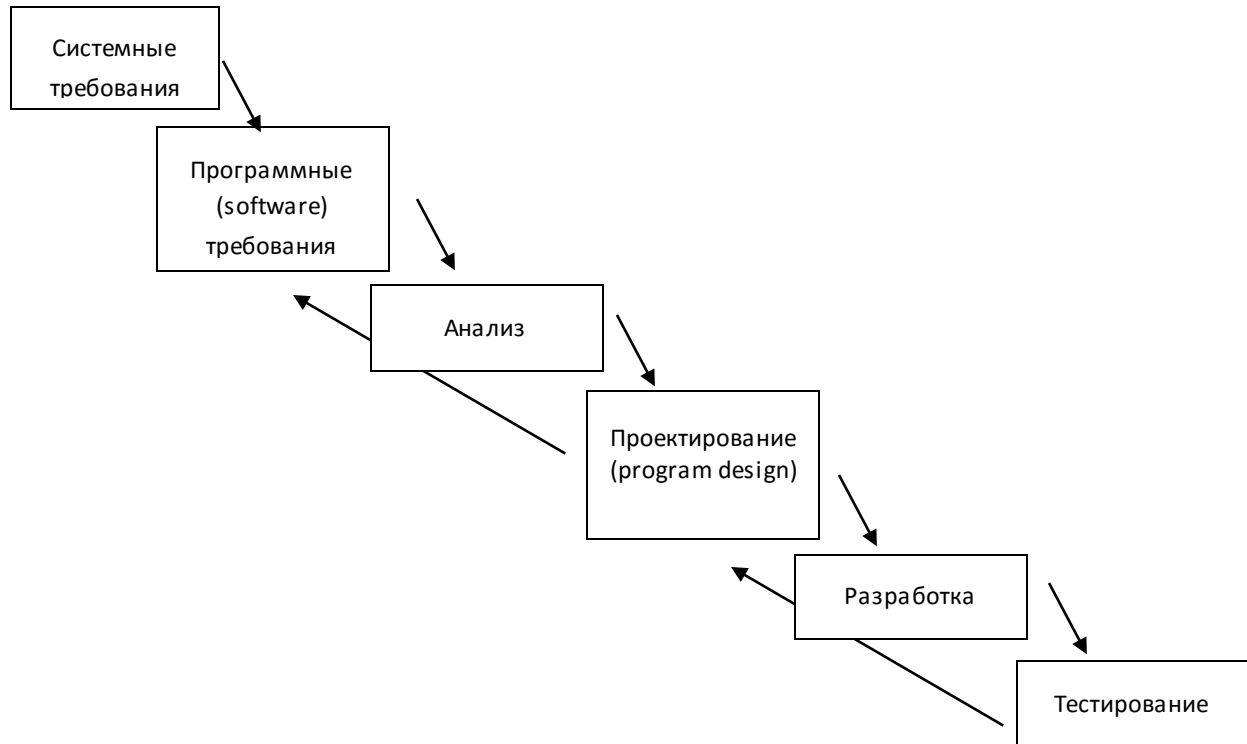 Системные
требования
Программные
(software)
требования
Анализ
Проектирование
(program design)
Разработка
Тестирование